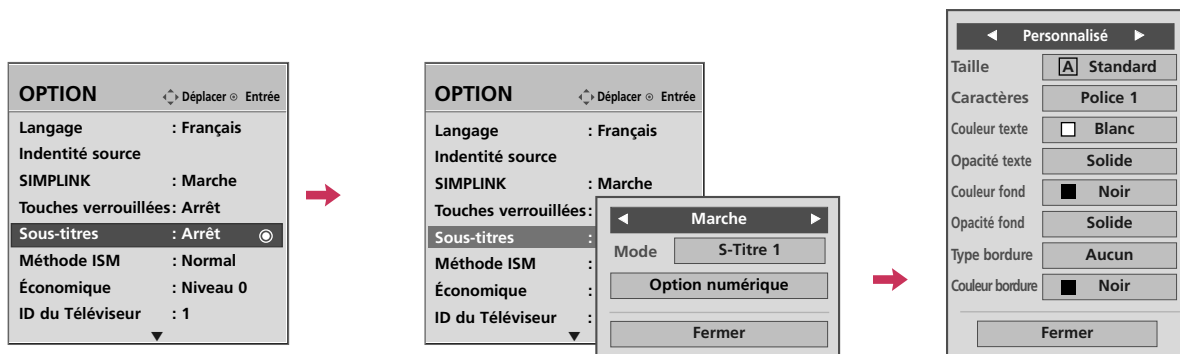 OPTION Déplacer Entrée
Langage : Français
Indentité source
SIMPLINK : Marche
Touches verrouillées: Arrêt
Sous-titres : Arrêt
Méthode ISM : Normal
Économique : Niveau 0
ID du Téléviseur : 1
OPTION Déplacer Entrée
Langage : Français
Indentité source
SIMPLINK : Marche
Touches verrouillées:
Sous-titres :
Méthode ISM :
Économique :
ID du Téléviseur :
Marche
Mode S-Titre 1
Option numérique
Fermer
Personnalisé
Taille A Standard
Caractères Police 1
Couleur texte Blanc
Opacité texte Solide
Couleur fond Noir
Opacité fond Solide
Type bordure Aucun
Couleur bordure Noir
Fermer